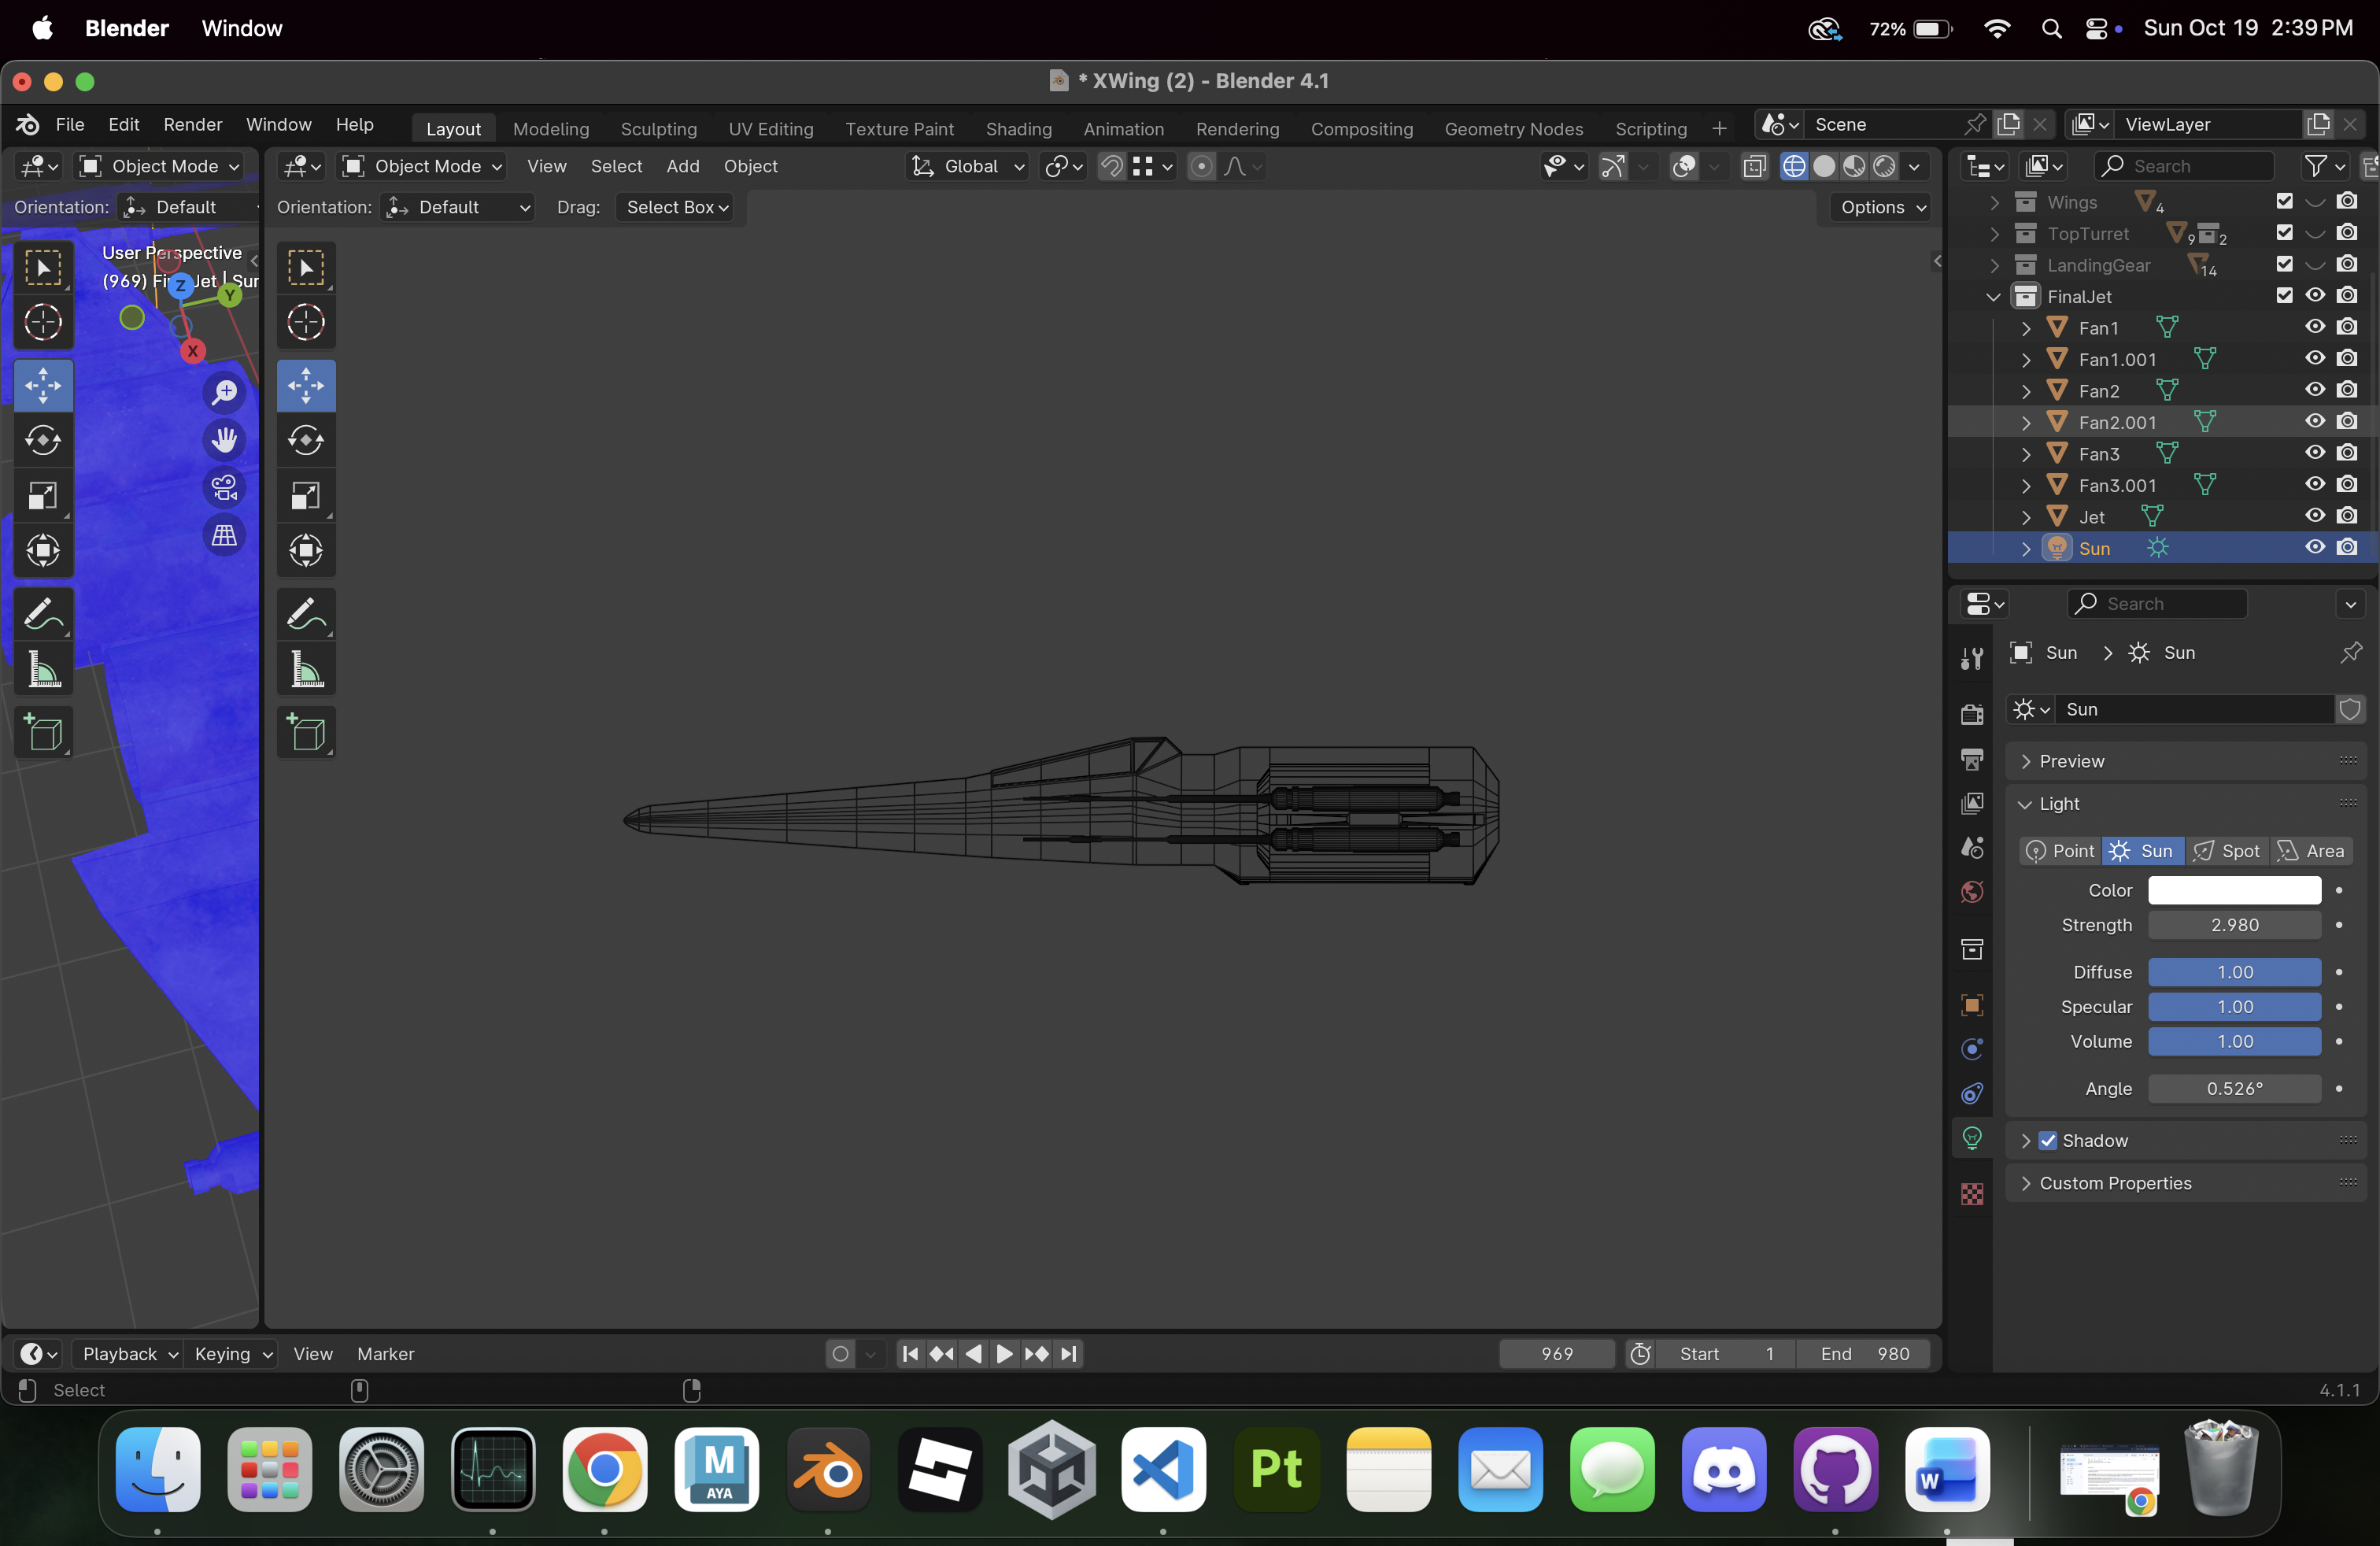 Blender Window 72% Sun Oct 19 2:39 PM
* XWing (2) - Blender 4.1
File Edit Render Window Help Layout Modeling Sculpting UV Editing Texture Paint Shading Animation Rendering Compositing Geometry Nodes Scripting + Scene ViewLayer
Object Mode
Object Mode View Select Add Object Global
Search
Orientation: Default
Orientation: Default Drag: Select Box Options
User Perspective
(969) Fi Jet | Sur
Z
Y
X
Wings 4
TopTurret 9 2
LandingGear 14
FinalJet
Fan1
Fan1.001
Fan2
Fan2.001
Fan3
Fan3.001
Jet
Sun
Search
Sun > Sun
Sun
Preview
Light
Point Sun Spot Area
Color
Strength 2.980
Diffuse 1.00
Specular 1.00
Volume 1.00
Angle 0.526°
Shadow
Custom Properties
Playback Keying View Marker 969 Start 1 End 980
Select 4.1.1
M
AYA
Pt
W